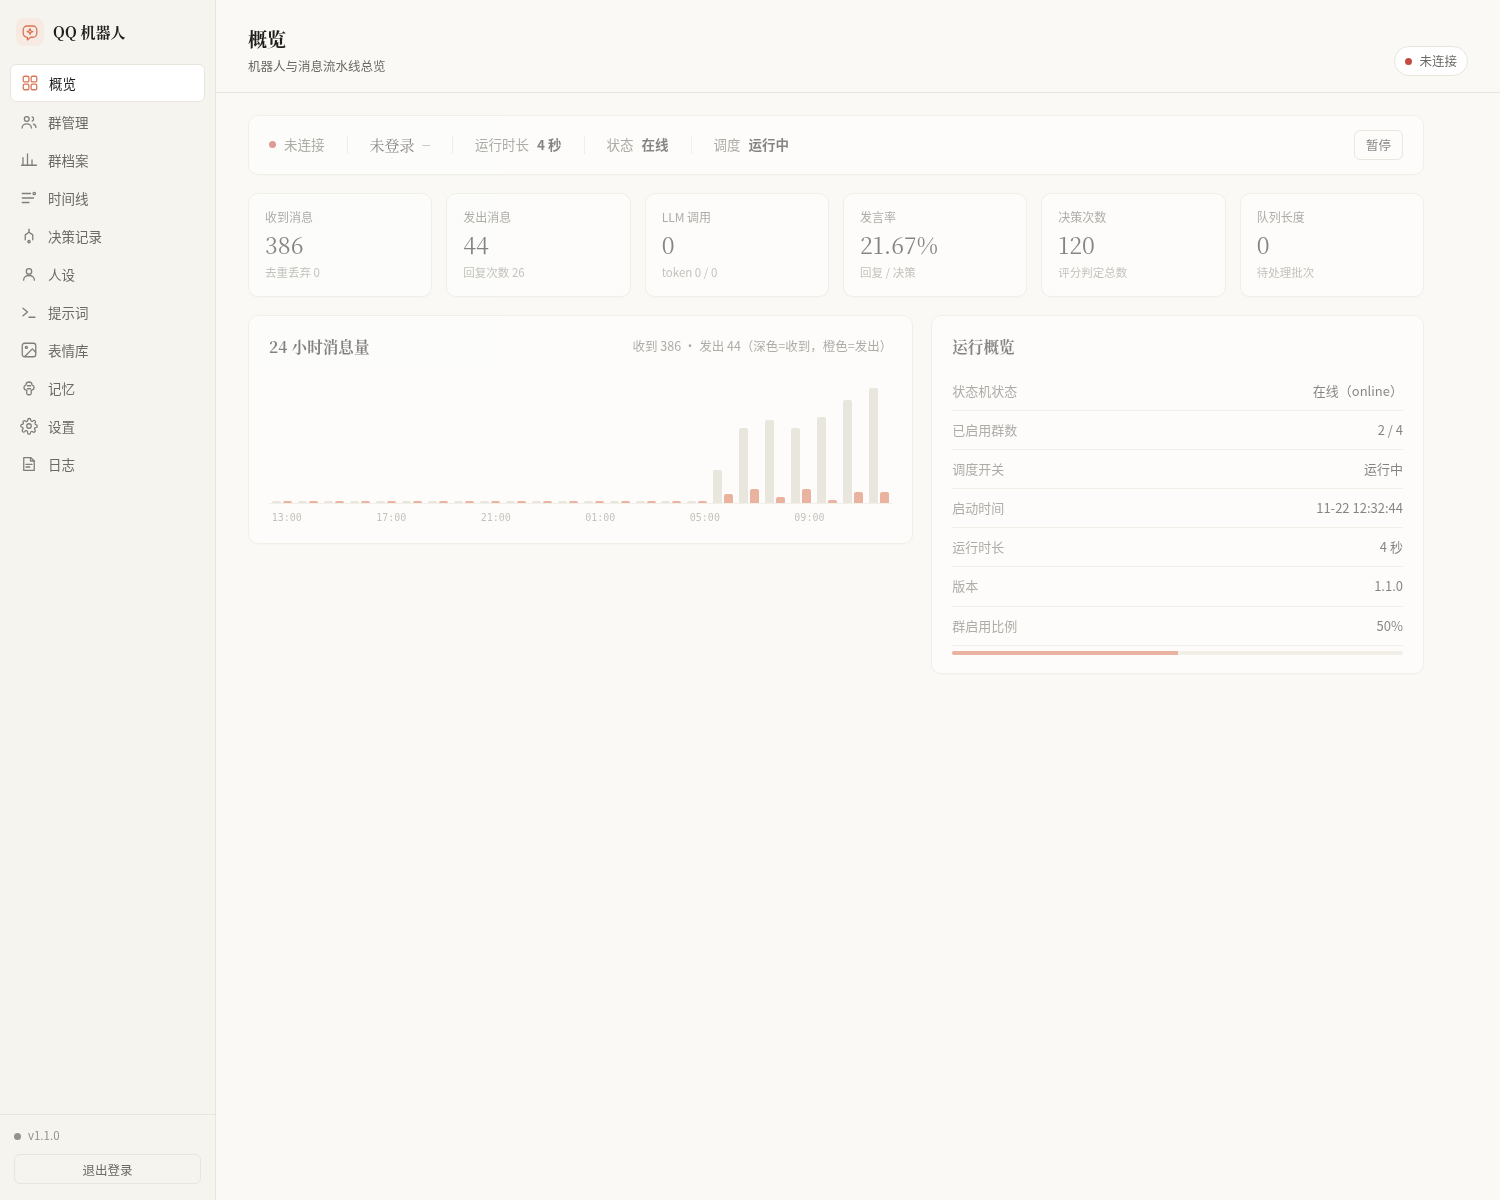 QQ 机器人
概览
群管理
群档案
时间线
决策记录
人设
提示词
表情库
记忆
设置
日志
v1.1.0
退出登录
概览
机器人与消息流水线总览
未连接
未连接 未登录 – 运行时长 4 秒 状态 在线 调度 运行中 暂停
收到消息
386
去重丢弃 0
发出消息
44
回复次数 26
LLM 调用
0
token 0 / 0
发言率
21.67%
回复 / 决策
决策次数
120
评分判定总数
队列长度
0
待处理批次
24 小时消息量
收到 386 · 发出 44（深色=收到，橙色=发出）
13:00 17:00 21:00 01:00 05:00 09:00
运行概览
状态机状态 在线（online）
已启用群数 2 / 4
调度开关 运行中
启动时间 11-22 12:32:44
运行时长 4 秒
版本 1.1.0
群启用比例 50%